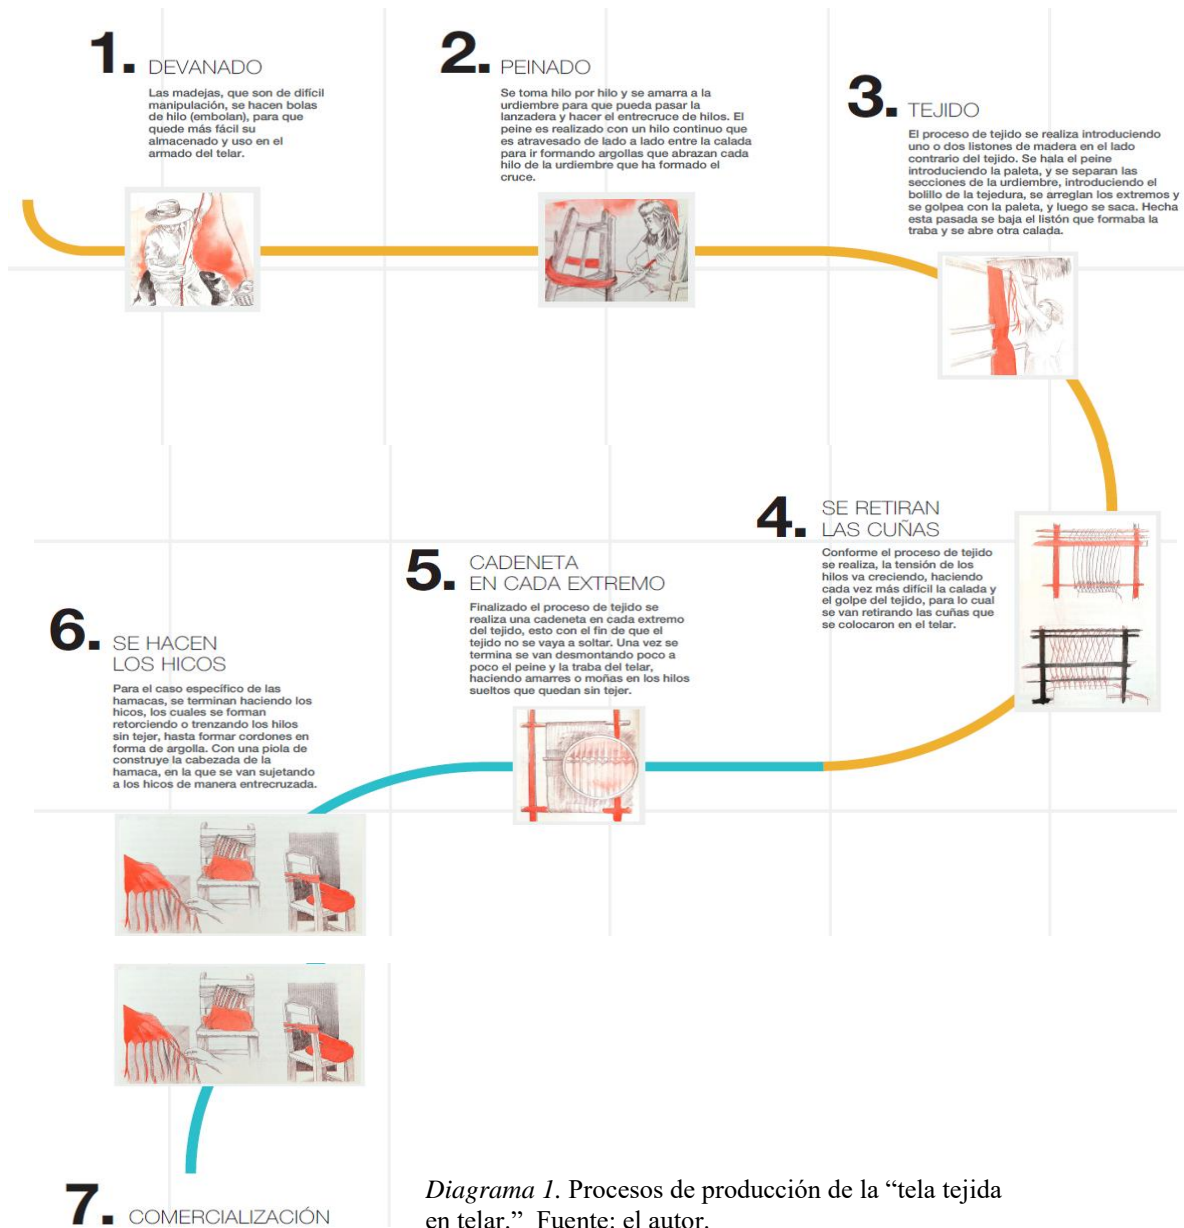 1. DEVANADO
Las madejas, que son de difícil
manipulación, se hacen bolas
de hilo (embolan), para que
quede más fácil su
almacenado y uso en el
armado del telar.
2. PEINADO
Se toma hilo por hilo y se amarra a la
urdiembre para que pueda pasar la
lanzadera y hacer el entrecruce de hilos. El
peine es realizado con un hilo continuo que
es atravesado de lado a lado entre la calada
para ir formando argollas que abrazan cada
hilo de la urdiembre que ha formado el
cruce.
3. TEJIDO
El proceso de tejido se realiza introduciendo
uno o dos listones de madera en el lado
contrario del tejido. Se hala el peine
introduciendo la paleta, y se separan las
secciones de la urdiembre, introduciendo el
bolillo de la tejedura, se arreglan los extremos y
se golpea con la paleta, y luego se saca. Hecha
esta pasada se baja el listón que formaba la
traba y se abre otra calada.
4. SE RETIRAN
LAS CUÑAS
Conforme el proceso de tejido
se realiza, la tensión de los
hilos va creciendo, haciendo
cada vez más difícil la calada y
el golpe del tejido, para lo cual
se van retirando las cuñas que
se colocaron en el telar.
5. CADENETA
EN CADA EXTREMO
Finalizado el proceso de tejido se
realiza una cadeneta en cada extremo
del tejido, esto con el fin de que el
tejido no se vaya a soltar. Una vez se
termina se van desmontando poco a
poco el peine y la traba del telar,
haciendo amarres o moñas en los hilos
sueltos que quedan sin tejer.
6. SE HACEN
LOS HICOS
Para el caso específico de las
hamacas, se terminan haciendo los
hicos, los cuales se forman
retorciendo o trenzando los hilos
sin tejer, hasta formar cordones en
forma de argolla. Con una piola de
construye la cabezada de la
hamaca, en la que se van sujetando
a los hicos de manera entrecruzada.
7. COMERCIALIZACIÓN
Diagrama 1. Procesos de producción de la “tela tejida
en telar.” Fuente: el autor.